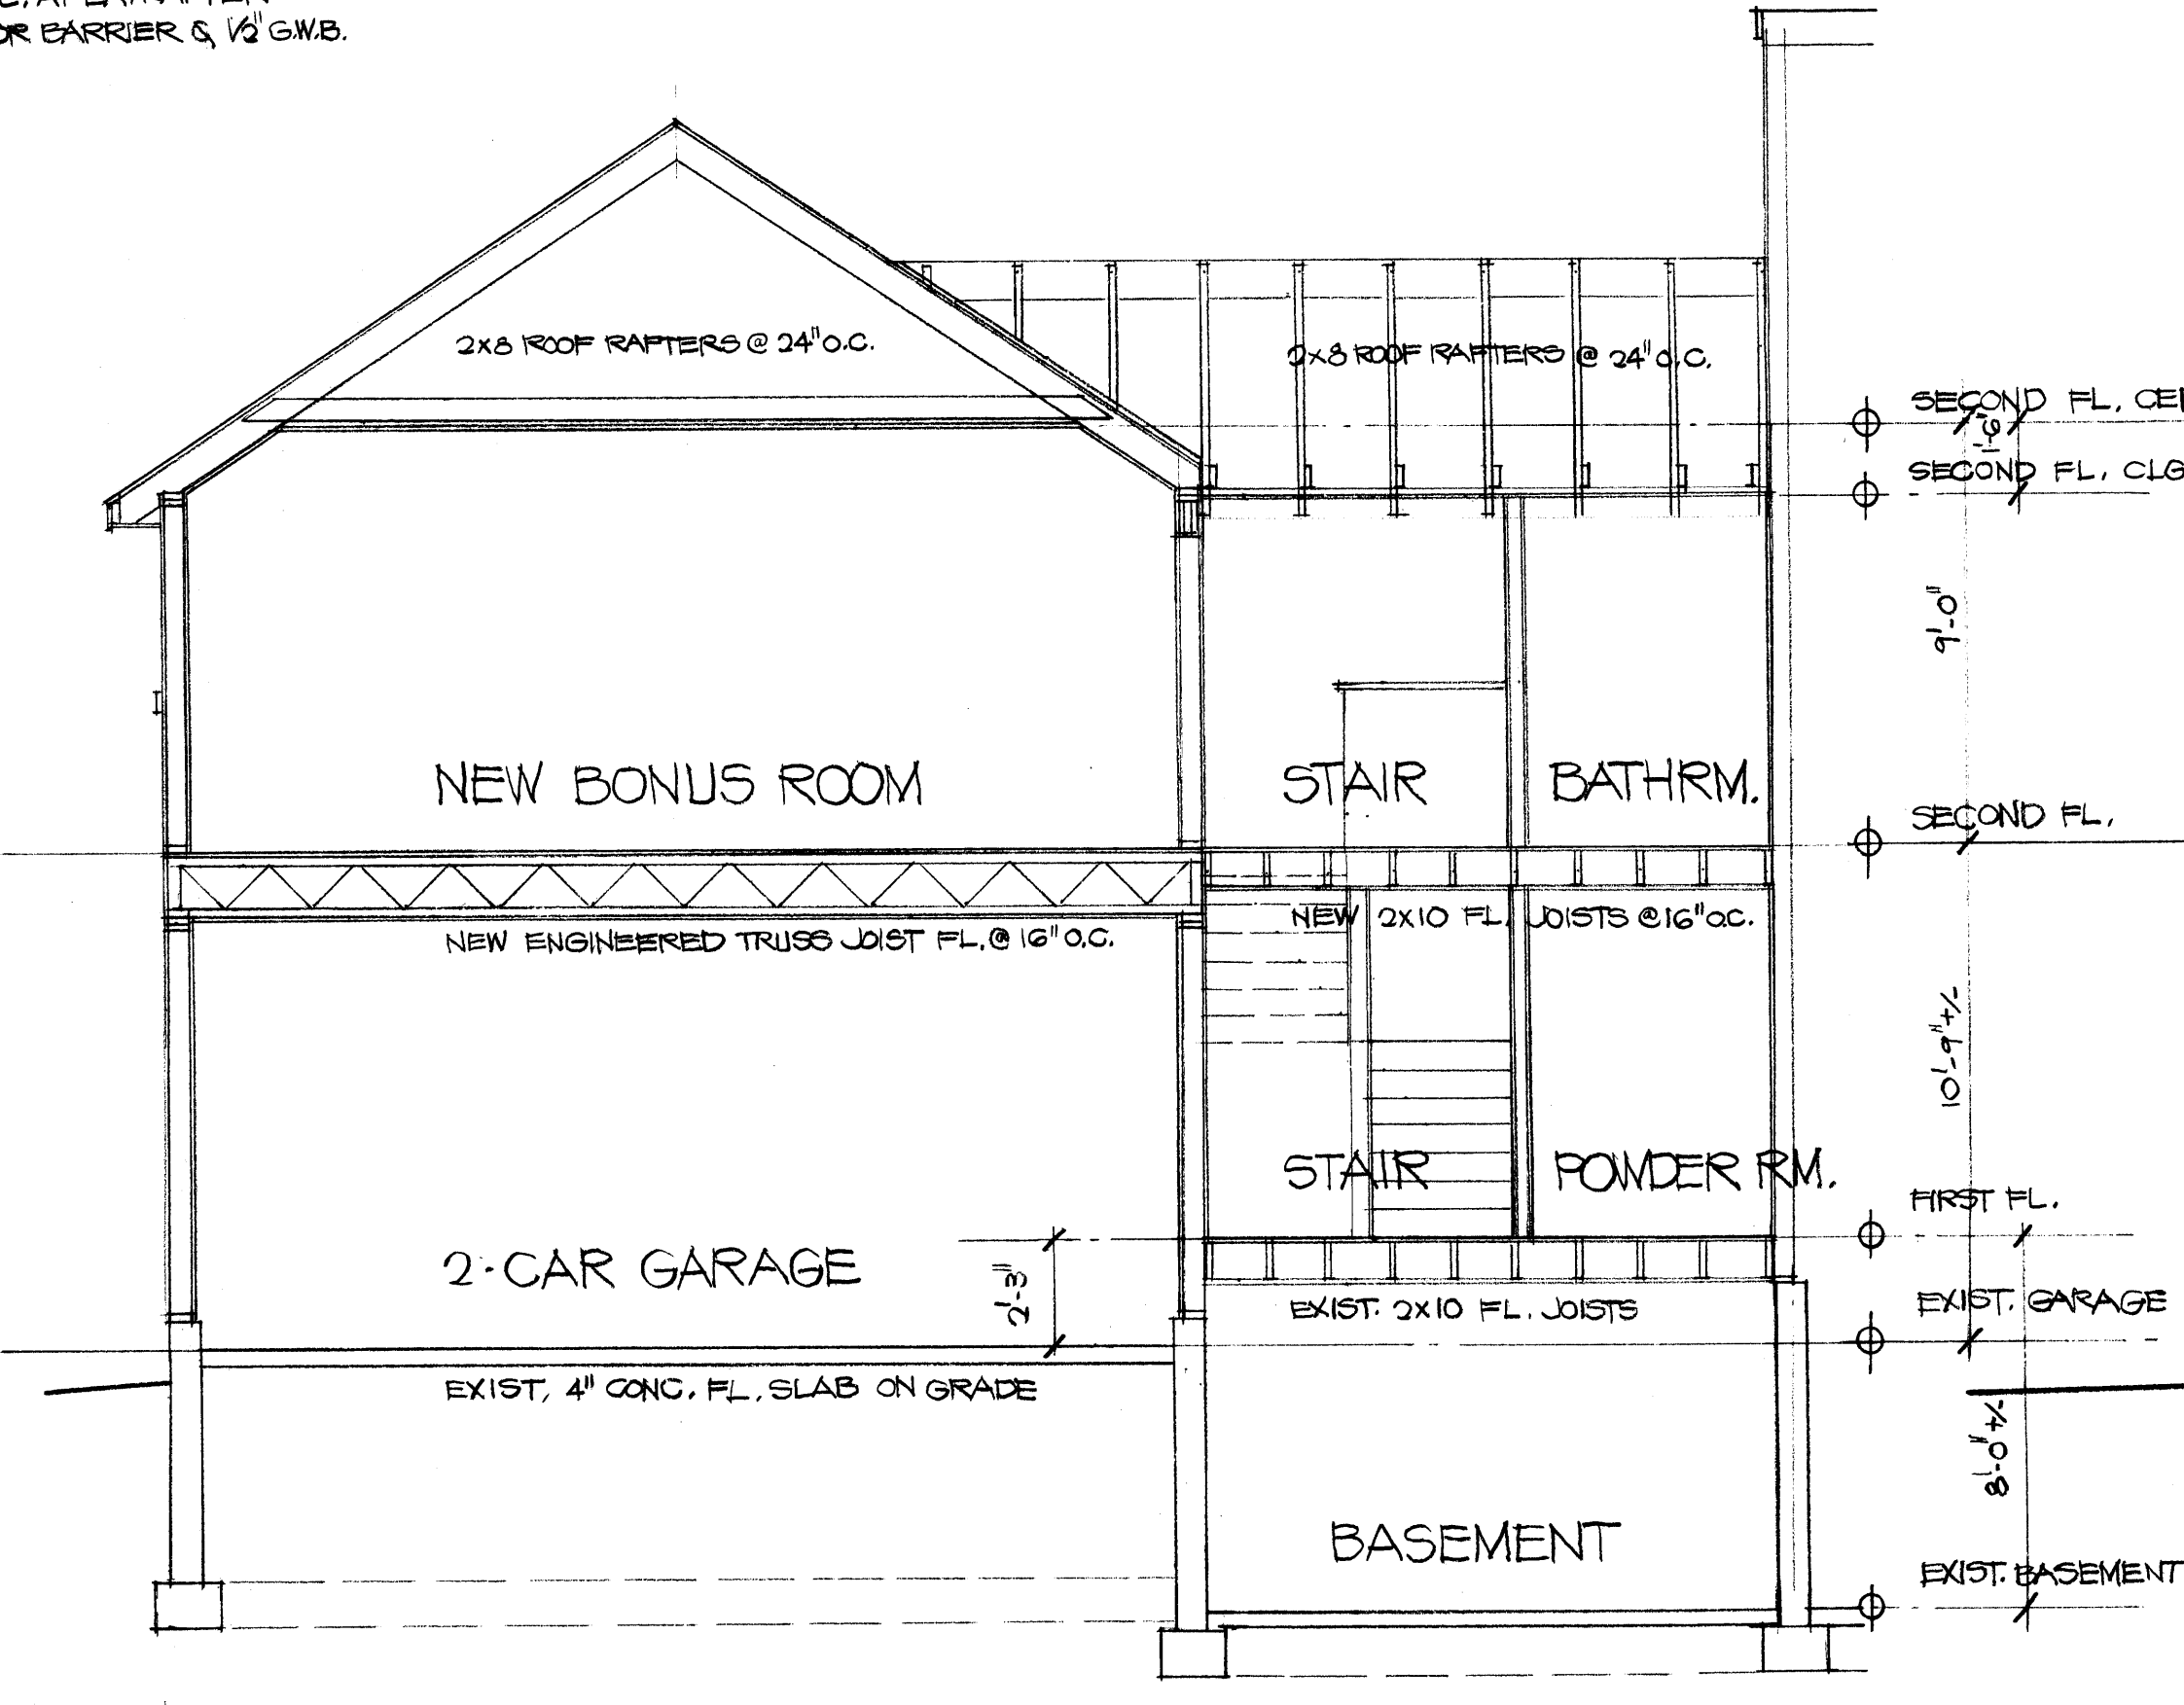 OR BARRIER & 1/2" G.W.B.
2X8 ROOF RAFTERS @ 24" O.C.
2X8 ROOF RAFTERS @ 24" O.C.
SECOND FL. CEI
1'-6"
SECOND FL. CLG
9'-0"
NEW BONUS ROOM
STAIR
BATHRM.
SECOND FL.
NEW 2X10 FL. JOISTS @ 16" O.C.
NEW ENGINEERED TRUSS JOIST FL. @ 16" O.C.
10'-9" +/-
STAIR
POWDER RM.
FIRST FL.
2-CAR GARAGE
2'-3"
EXIST. 2X10 FL. JOISTS
EXIST. GARAGE
EXIST. 4" CONC. FL. SLAB ON GRADE
8'-0" +/-
BASEMENT
EXIST. BASEMENT